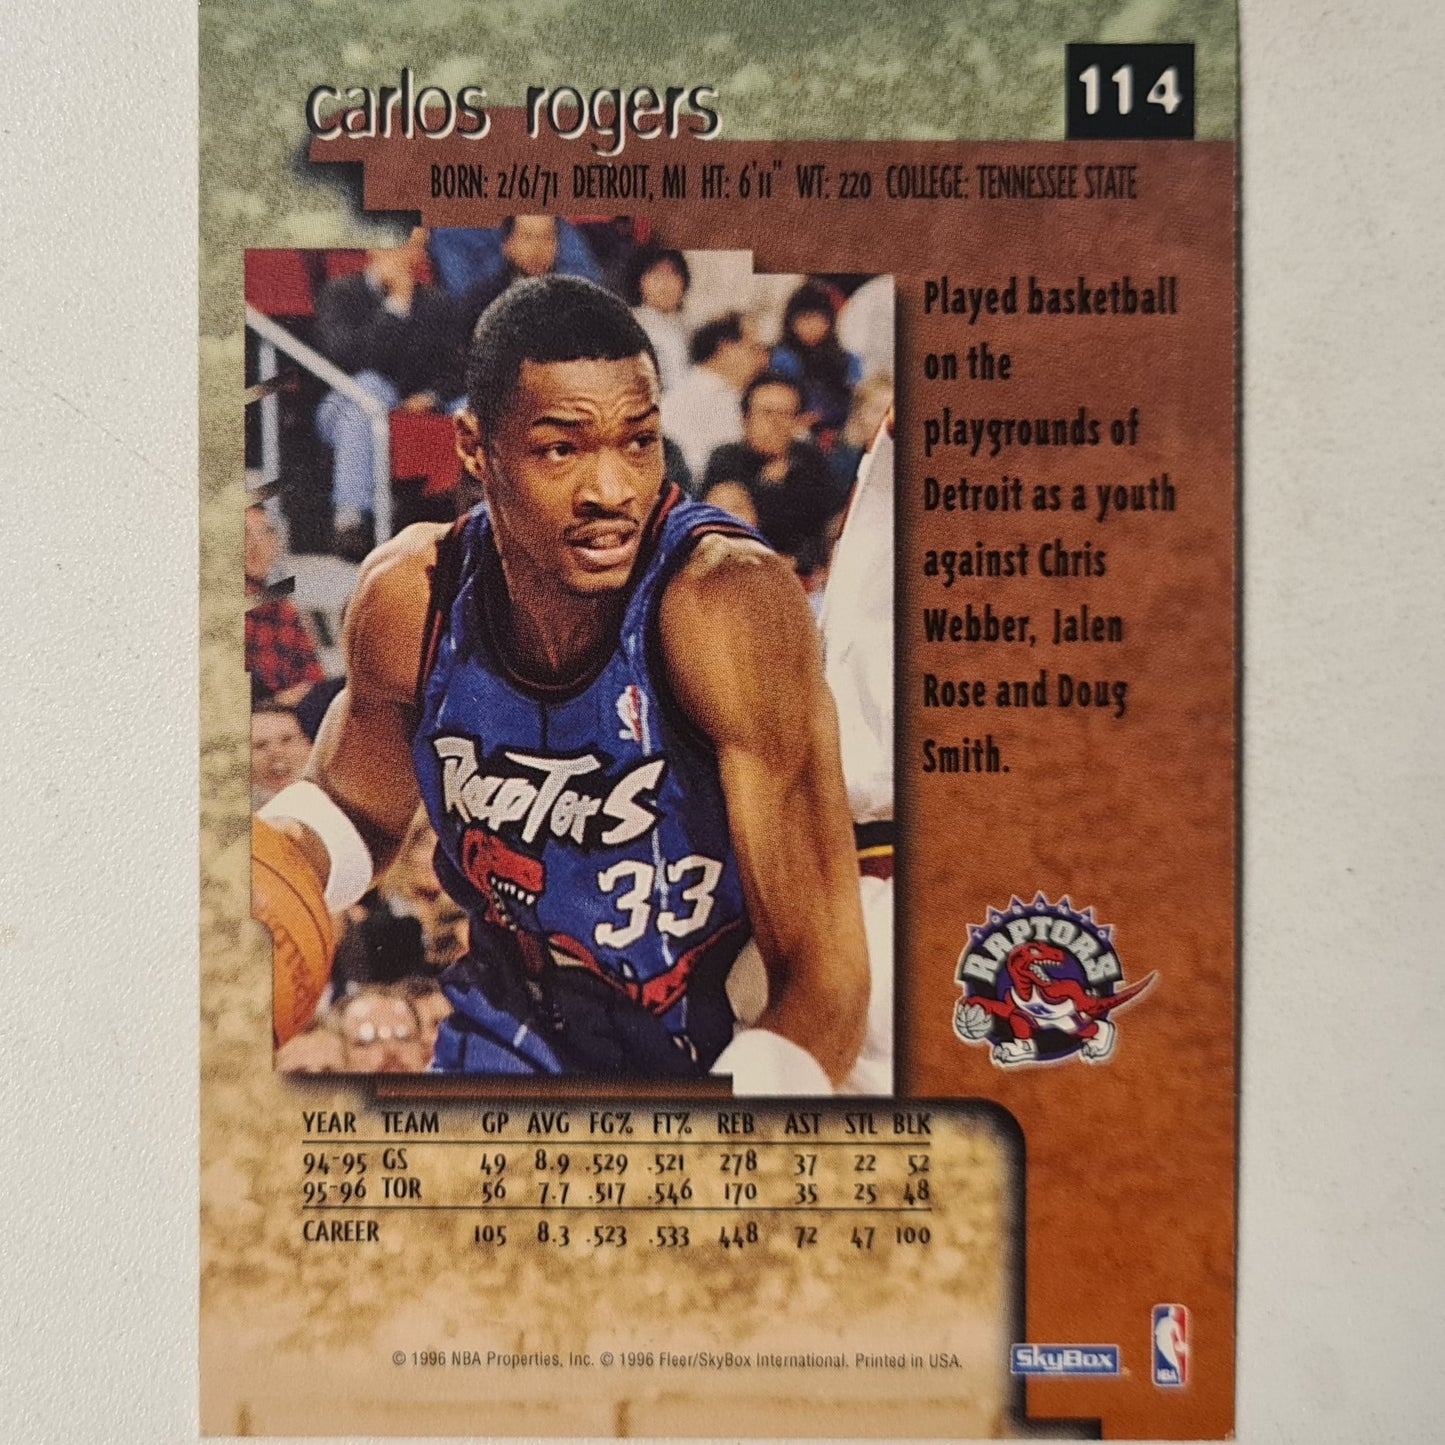 carlos rogers
114
BORN: 2/6/71 DETROIT, MI HT: 6'11" WT: 220 COLLEGE: TENNESSEE STATE
Played basketball
on the
playgrounds of
Detroit as a youth
against Chris
Webber, Jalen
Rose and Doug
Smith.
RAPTORS
33
TORONTO
RAPTORS
YEAR TEAM GP AVG FG% FT% REB AST STL BLK
94-95 GS 49 8.9 .529 .521 278 37 22 52
95-96 TOR 56 7.7 .517 .546 170 35 25 48
CAREER 105 8.3 .523 .533 448 72 47 100
© 1996 NBA Properties, Inc. © 1996 Fleer/SkyBox International. Printed in USA.
SkyBox
NBA